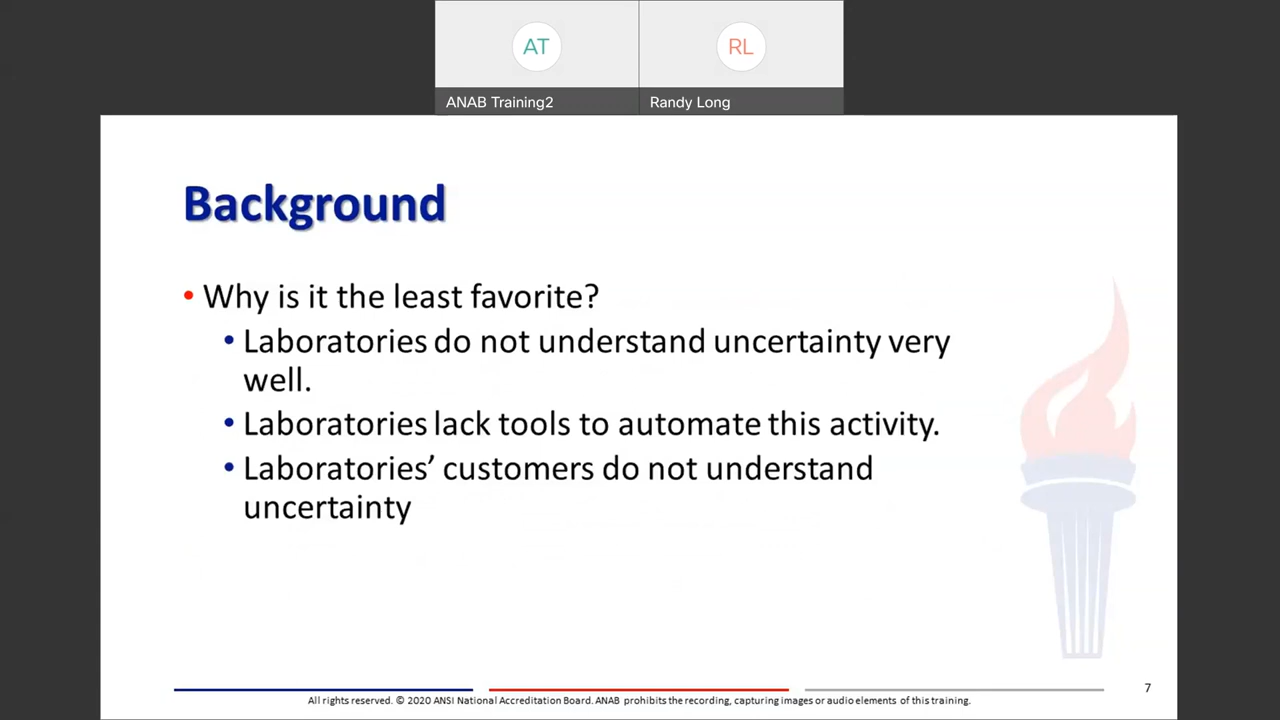 AT
RL
ANAB Training2
Randy Long
Background
• Why is it the least favorite?
• Laboratories do not understand uncertainty very
well.
• Laboratories lack tools to automate this activity.
• Laboratories’ customers do not understand
uncertainty
7
All rights reserved. © 2020 ANSI National Accreditation Board. ANAB prohibits the recording, capturing images or audio elements of this training.